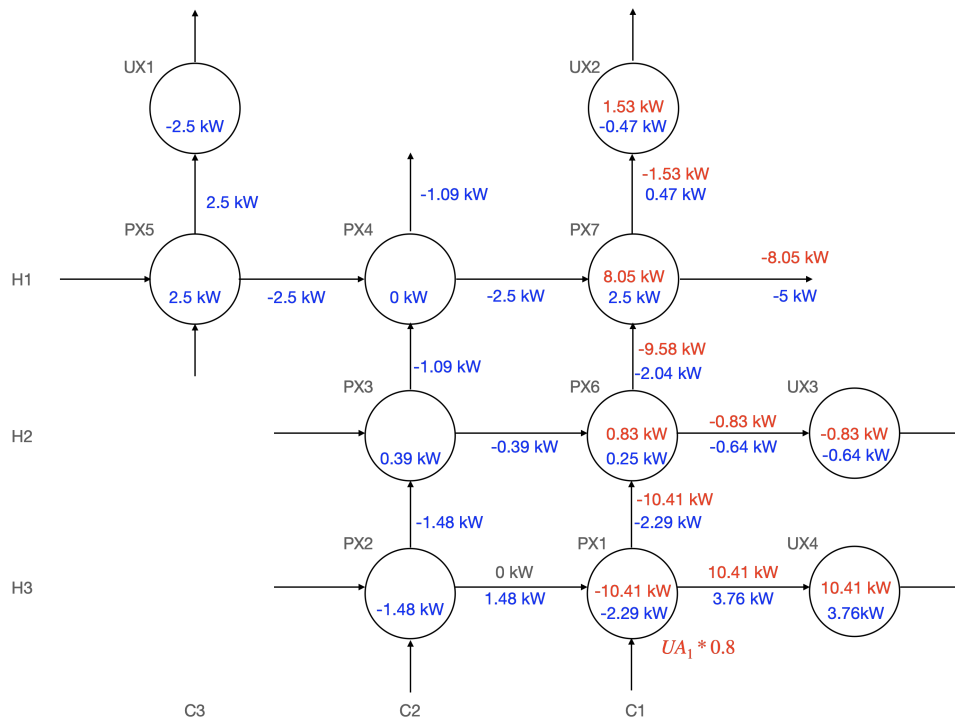 UX1
UX2
-2.5 kW
1.53 kW
-0.47 kW
2.5 kW
-1.09 kW
-1.53 kW
0.47 kW
PX5
PX4
PX7
H1
2.5 kW
-2.5 kW
0 kW
-2.5 kW
8.05 kW
2.5 kW
-8.05 kW
-5 kW
-1.09 kW
-9.58 kW
-2.04 kW
PX3
PX6
UX3
H2
0.39 kW
-0.39 kW
0.83 kW
0.25 kW
-0.83 kW
-0.64 kW
-0.83 kW
-0.64 kW
-1.48 kW
-10.41 kW
-2.29 kW
PX2
PX1
UX4
H3
-1.48 kW
0 kW
1.48 kW
-10.41 kW
-2.29 kW
10.41 kW
3.76 kW
10.41 kW
3.76kW
UA1 * 0.8
C3
C2
C1